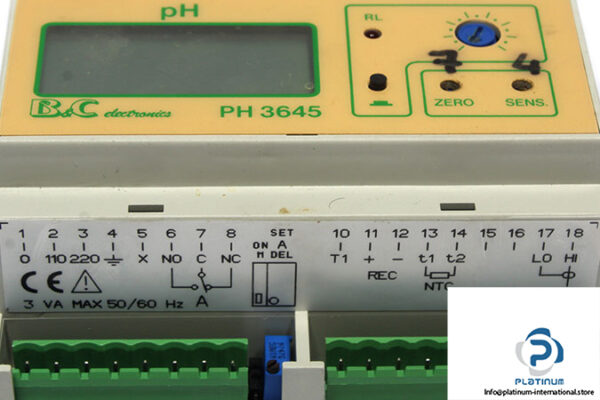 pH
RL
7 4
ZERO SENS.
B&C electronics PH 3645
1 2 3 4 5 6 7 8 SET 10 11 12 13 14 15 16 17 18
ON A
0 110 220 X NO C NC M DEL T1 + - t1 t2 LO HI
REC NTC
CE A
3 VA MAX 50/60 Hz
PLATINUM
https://platinum-international.store